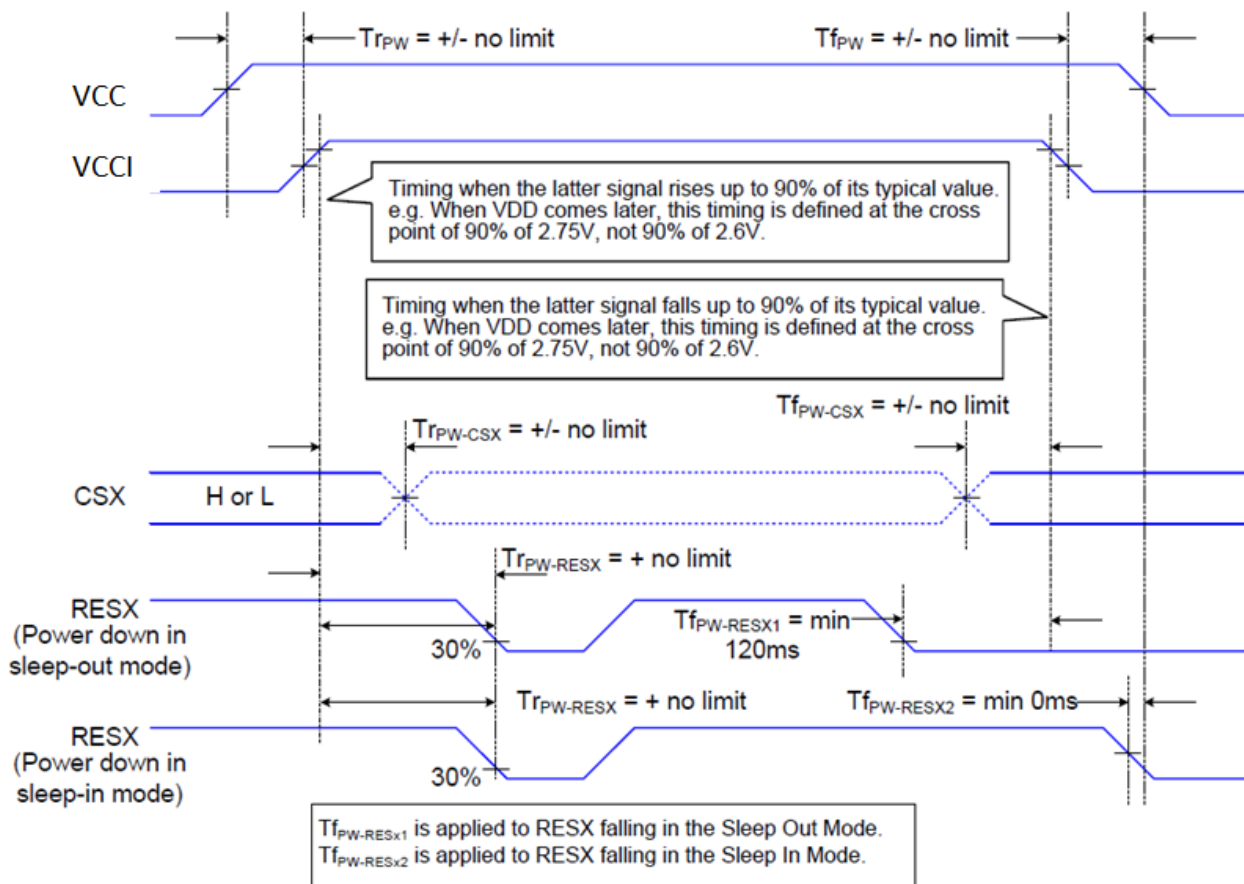 TrPW = +/- no limit
TfPW = +/- no limit
VCC
VCCI
Timing when the latter signal rises up to 90% of its typical value.
e.g. When VDD comes later, this timing is defined at the cross
point of 90% of 2.75V, not 90% of 2.6V.
Timing when the latter signal falls up to 90% of its typical value.
e.g. When VDD comes later, this timing is defined at the cross
point of 90% of 2.75V, not 90% of 2.6V.
TfPW-CSX = +/- no limit
TrPW-CSX = +/- no limit
CSX
H or L
TrPW-RESX = + no limit
RESX
(Power down in
sleep-out mode)
30%
TfPW-RESX1 = min
120ms
TrPW-RESX = + no limit
TfPW-RESX2 = min 0ms
RESX
(Power down in
sleep-in mode)
30%
TfPW-RESx1 is applied to RESX falling in the Sleep Out Mode.
TfPW-RESx2 is applied to RESX falling in the Sleep In Mode.